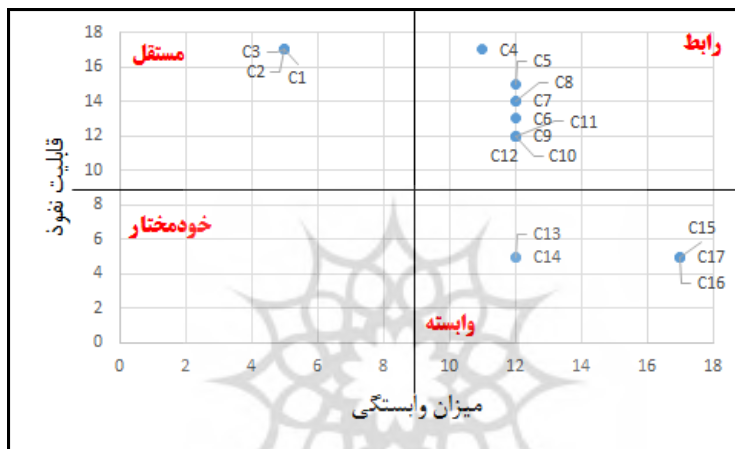 18
16
14
12
10
8
6
4
2
0
قابلیت نفوذ
مستقل
رابط
C3
C2
C1
C4
C5
C8
C7
C6
C11
C9
C12
C10
خودمختار
وابسته
C13
C14
C15
C17
C16
0 2 4 6 8 10 12 14 16 18
میزان وابستگی